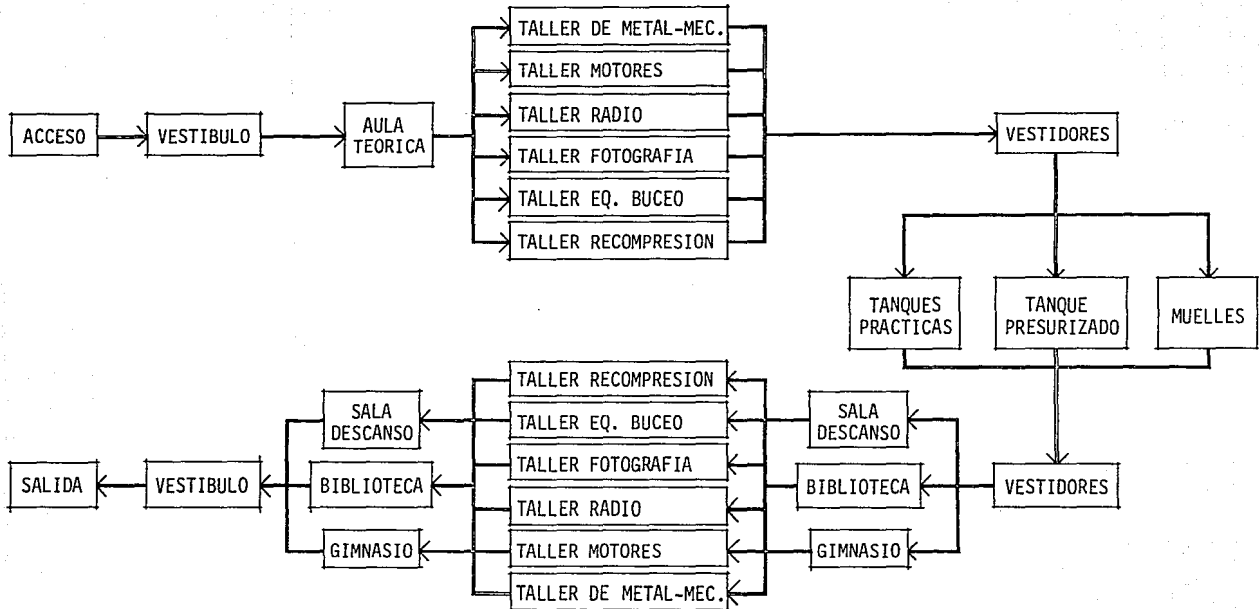 TALLER DE METAL-MEC.
TALLER MOTORES
TALLER RADIO
TALLER FOTOGRAFIA
TALLER EQ. BUCEO
TALLER RECOMPRESION
ACCESO
VESTIBULO
AULA
TEORICA
VESTIDORES
TANQUES
PRACTICAS
TANQUE
PRESURIZADO
MUELLES
TALLER RECOMPRESION
TALLER EQ. BUCEO
TALLER FOTOGRAFIA
TALLER RADIO
TALLER MOTORES
TALLER DE METAL-MEC.
SALA
DESCANSO
BIBLIOTECA
GIMNASIO
SALA
DESCANSO
BIBLIOTECA
GIMNASIO
VESTIDORES
SALIDA
VESTIBULO